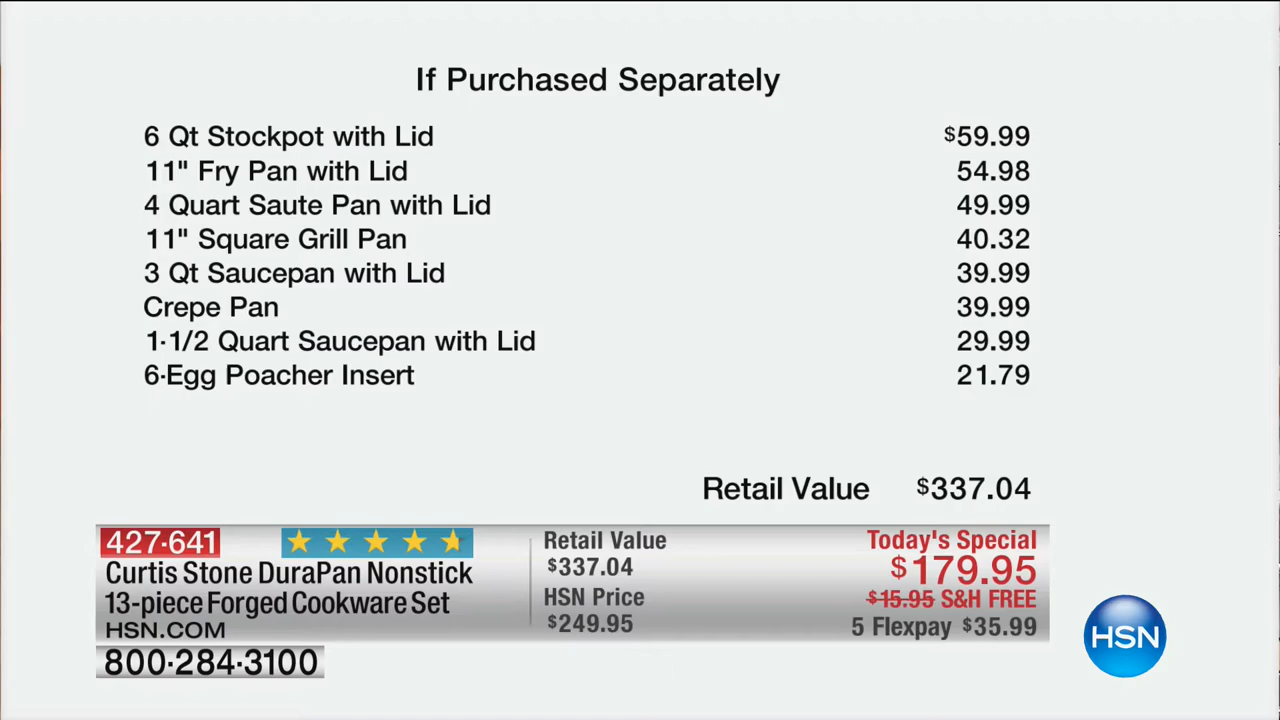 If Purchased Separately
6 Qt Stockpot with Lid $59.99
11" Fry Pan with Lid 54.98
4 Quart Saute Pan with Lid 49.99
11" Square Grill Pan 40.32
3 Qt Saucepan with Lid 39.99
Crepe Pan 39.99
1·1/2 Quart Saucepan with Lid 29.99
6·Egg Poacher Insert 21.79
Retail Value $337.04
427·641
Curtis Stone DuraPan Nonstick
13-piece Forged Cookware Set
HSN.COM
800·284·3100
Retail Value
$337.04
HSN Price
$249.95
Today's Special
$179.95
$15.95 S&H FREE
5 Flexpay $35.99
HSN